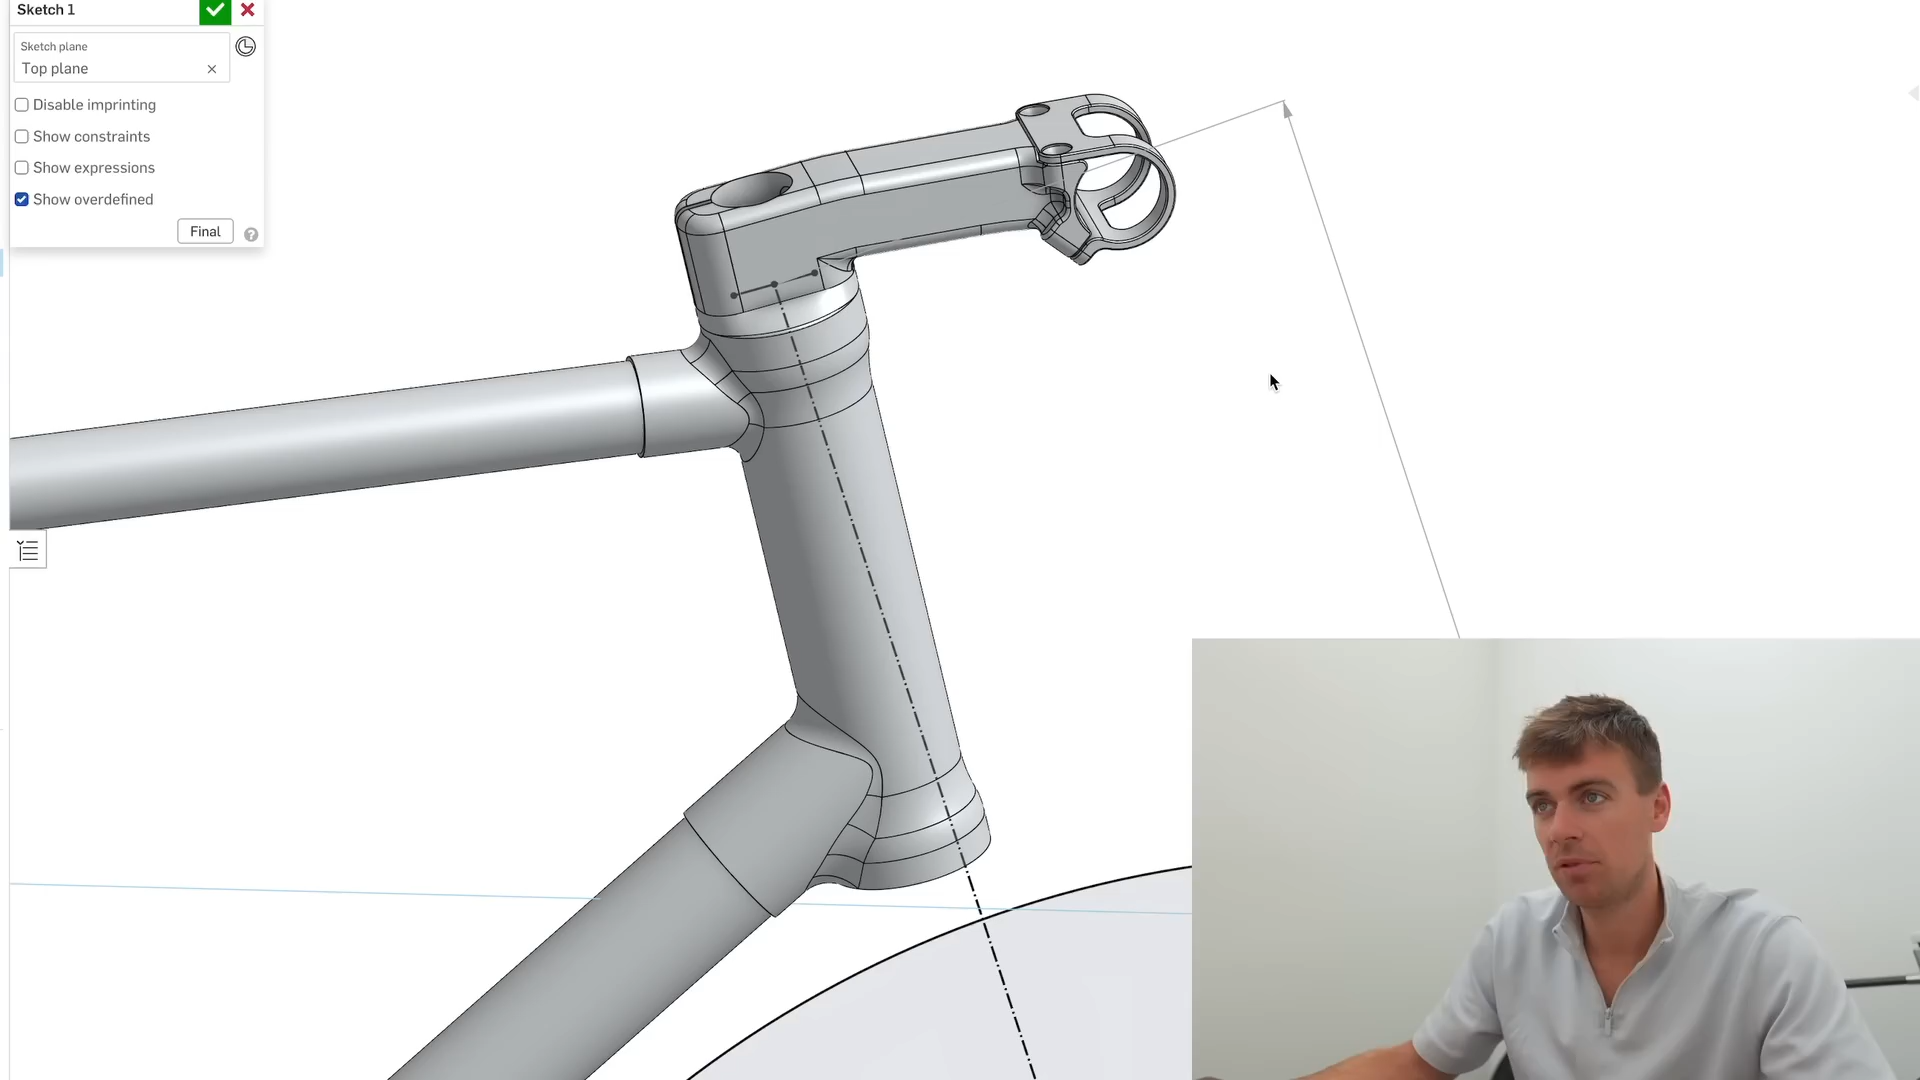 Sketch 1
Sketch plane
Top plane
Disable imprinting
Show constraints
Show expressions
Show overdefined
Final